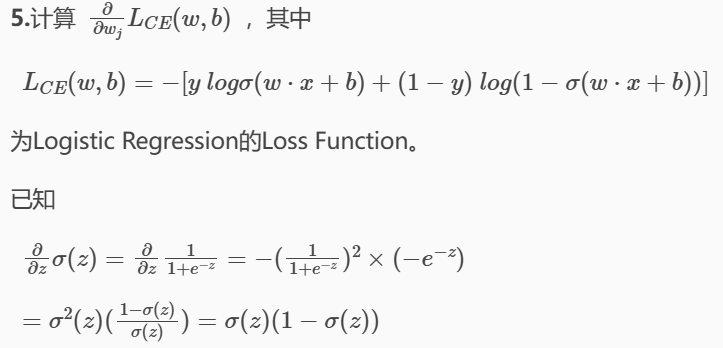 5.计算 $\frac{\partial}{\partial w_j} L_{CE}(w, b)$ ，其中
$L_{CE}(w, b) = -[y \, log\sigma(w \cdot x + b) + (1 - y) \, log(1 - \sigma(w \cdot x + b))]$
为Logistic Regression的Loss Function。
已知
$\frac{\partial}{\partial z} \sigma(z) = \frac{\partial}{\partial z} \frac{1}{1+e^{-z}} = -(\frac{1}{1+e^{-z}})^2 \times (-e^{-z})$
$= \sigma^2(z)(\frac{1-\sigma(z)}{\sigma(z)}) = \sigma(z)(1 - \sigma(z))$